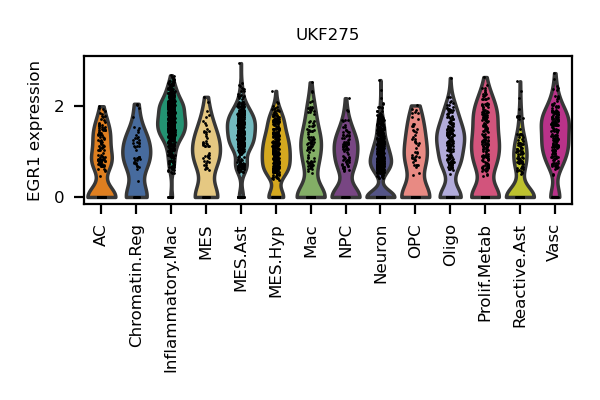 UKF275
EGR1 expression
2
0
AC
Chromatin.Reg
Inflammatory.Mac
MES
MES.Ast
MES.Hyp
Mac
NPC
Neuron
OPC
Oligo
Prolif.Metab
Reactive.Ast
Vasc